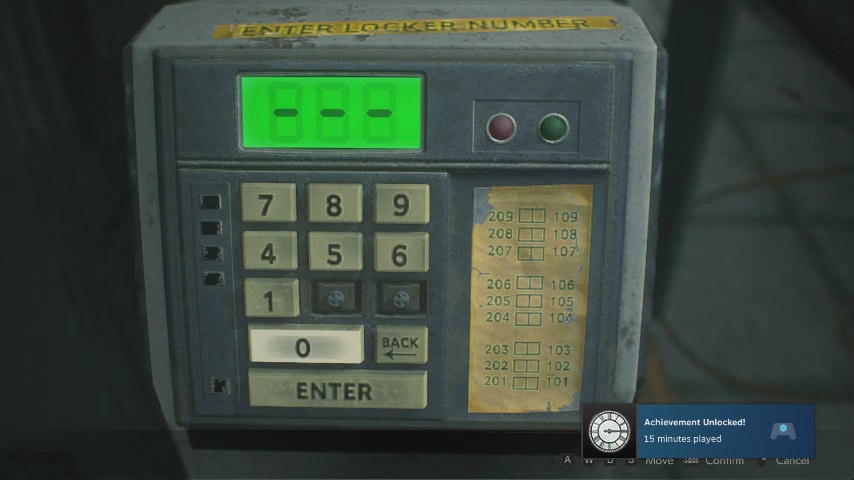 ENTER LOCKER NUMBER
7 8 9
4 5 6
1
0 BACK
ENTER
209 109
208 108
207 107
206 106
205 105
204 104
203 103
202 102
201 101
Achievement Unlocked!
15 minutes played
A W D S Move Confirm Cancel